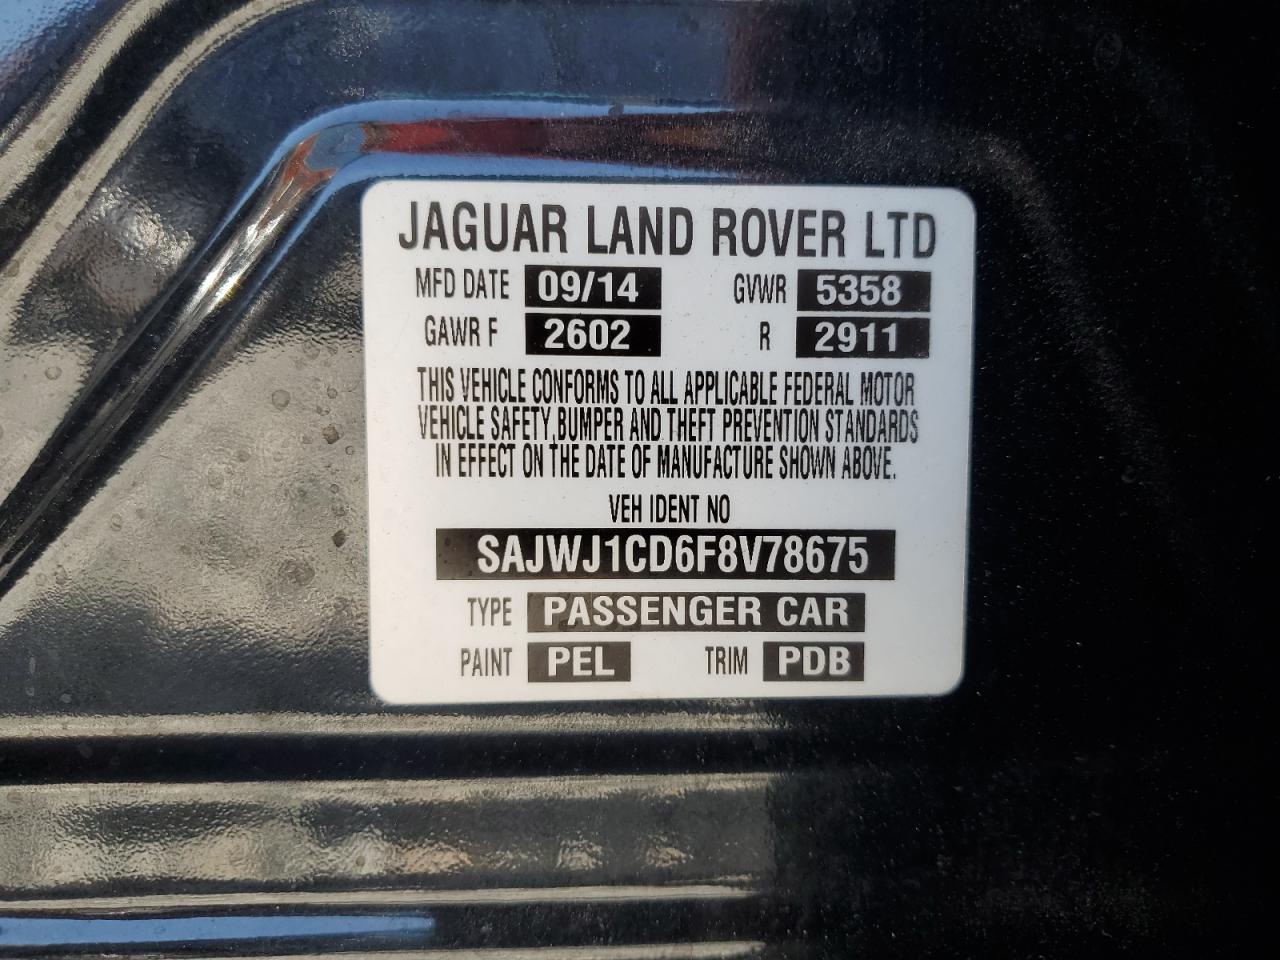 JAGUAR LAND ROVER LTD
MFD DATE 09/14 GVWR 5358
GAWR F 2602 R 2911
THIS VEHICLE CONFORMS TO ALL APPLICABLE FEDERAL MOTOR
VEHICLE SAFETY, BUMPER AND THEFT PREVENTION STANDARDS
IN EFFECT ON THE DATE OF MANUFACTURE SHOWN ABOVE.
VEH IDENT NO
SAJWJ1CD6F8V78675
TYPE PASSENGER CAR
PAINT PEL TRIM PDB